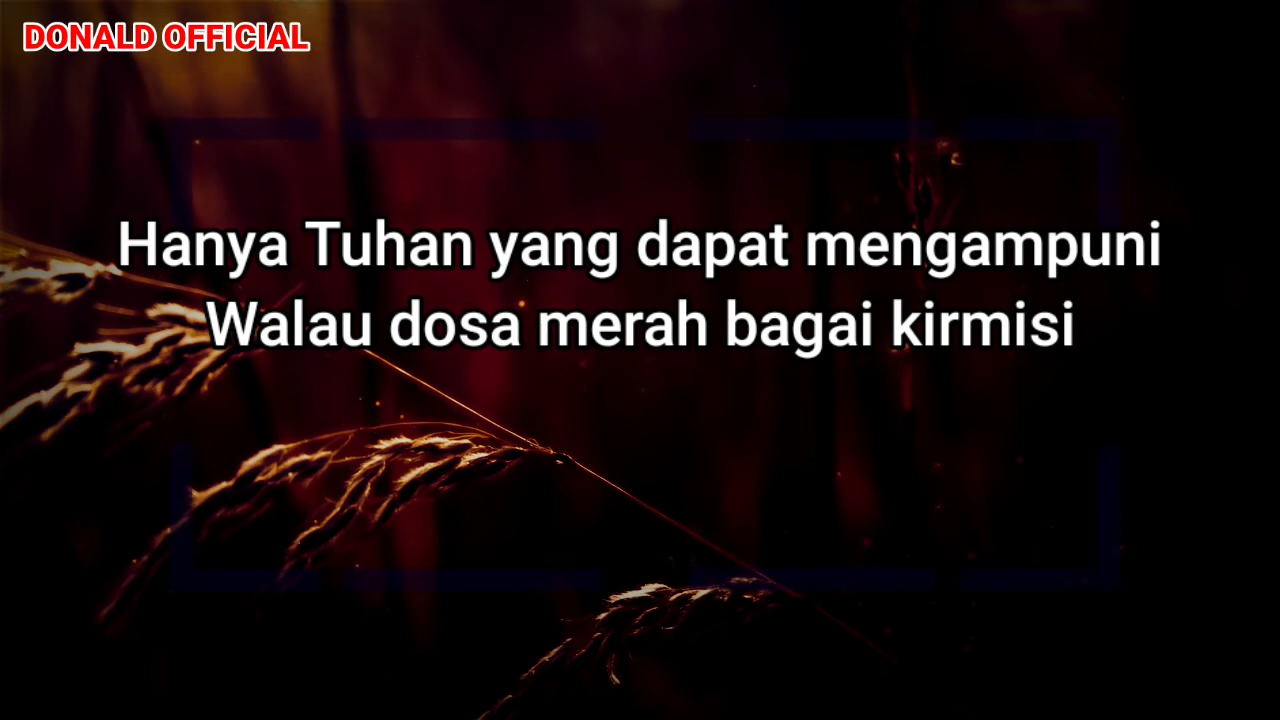 DONALD OFFICIAL
Hanya Tuhan yang dapat mengampuni
Walau dosa merah bagai kirmisi